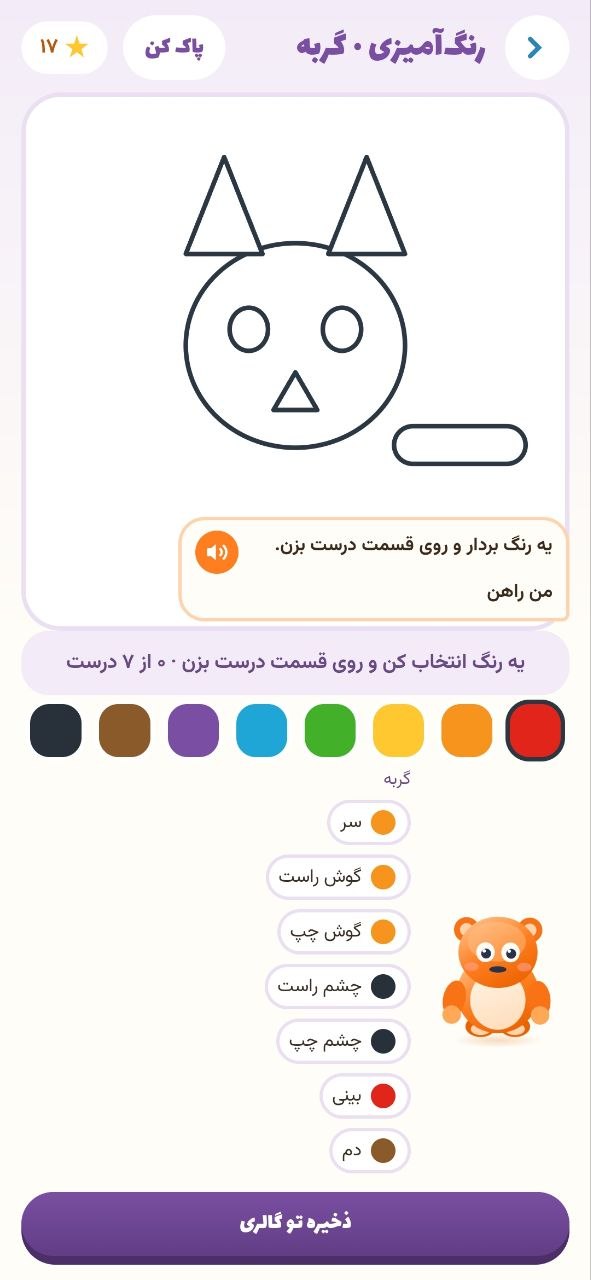 رنگ‌آمیزی · گربه
پاک کن
۱۷
یه رنگ بردار و روی قسمت درست بزن.
من راهن
یه رنگ انتخاب کن و روی قسمت درست بزن · ۰ از ۷ درست
گربه
سر
گوش راست
گوش چپ
چشم راست
چشم چپ
بینی
دم
ذخیره تو گالری